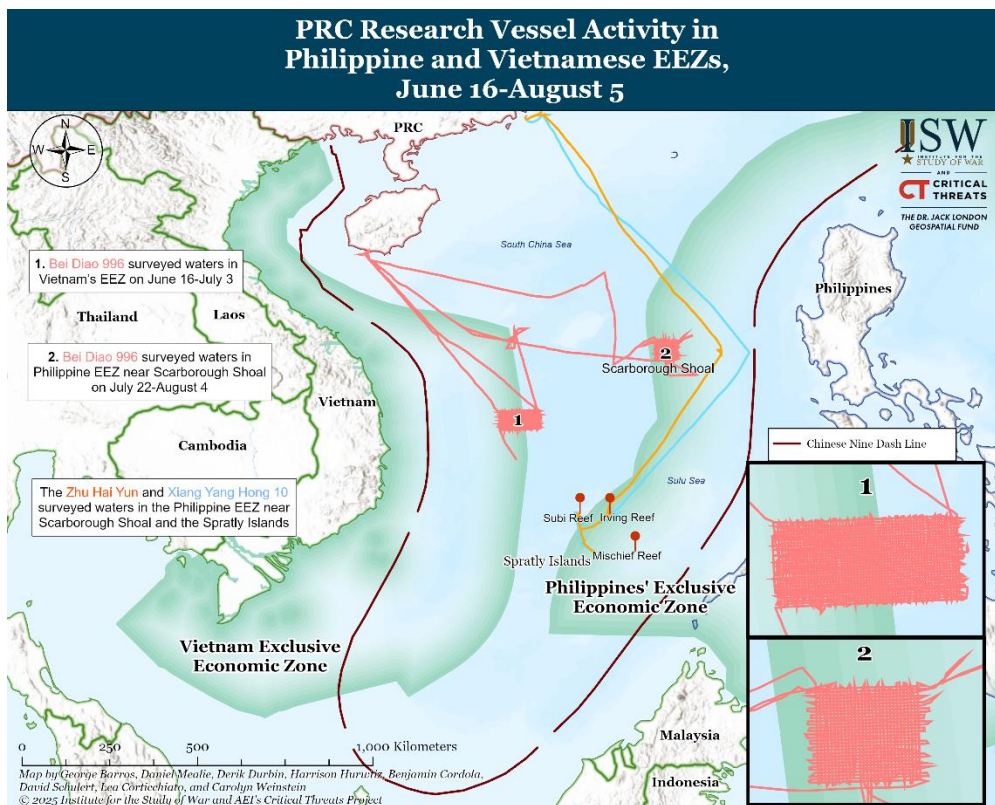 PRC Research Vessel Activity in
Philippine and Vietnamese EEZs,
June 16-August 5
N
W E
S
PRC
ISW
INSTITUTE FOR THE
STUDY OF WAR
AND
CT CRITICAL
THREATS
THE DR. JACK LONDON
GEOSPATIAL FUND
South China Sea
1. Bei Diao 996 surveyed waters in
Vietnam's EEZ on June 16-July 3
Philippines
Thailand
Laos
2. Bei Diao 996 surveyed waters in
Philippine EEZ near Scarborough Shoal
on July 22-August 4
2
Scarborough Shoal
Vietnam
1
Cambodia
Chinese Nine Dash Line
The Zhu Hai Yun and Xiang Yang Hong 10
surveyed waters in the Philippine EEZ near
Scarborough Shoal and the Spratly Islands
Sulu Sea
1
Subi Reef
Irving Reef
Spratly Islands
Mischief Reef
Philippines' Exclusive
Economic Zone
Vietnam Exclusive
Economic Zone
2
Malaysia
Indonesia
0 250 500 1,000 Kilometers
Map by George Barros, Daniel Mealie, Derik Durbin, Harrison Hurwitz, Benjamin Cordola,
David Schulert, Lea Corticchiato, and Carolyn Weinstein
© 2025 Institute for the Study of War and AEI's Critical Threats Project